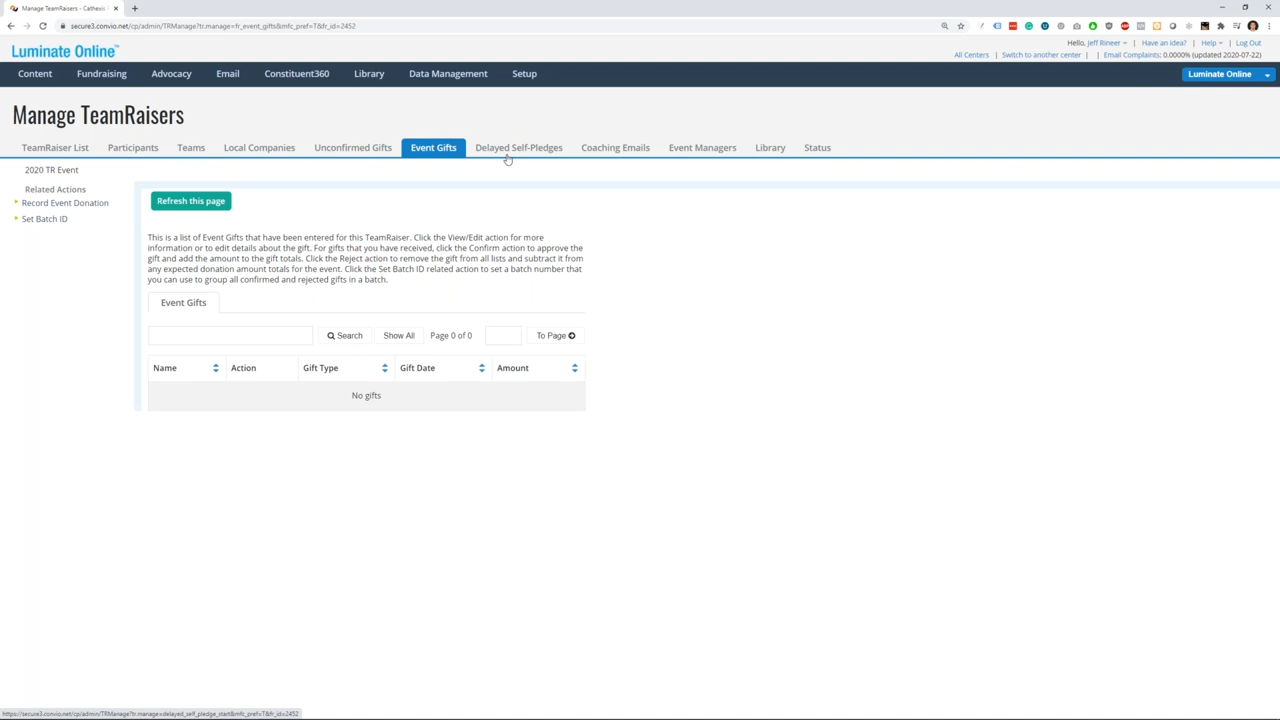 Manage TeamRaisers - Cathexis
secure3.convio.net/cp/admin/TRManage?tr.manage=fr_event_gifts&mfc_pref=T&fr_id=2452
Luminate Online™
Hello, Jeff Rineer | Have an idea? | Help | Log Out
All Centers | Switch to another center | | Email Complaints: 0.0000% (updated 2020-07-22)
Content Fundraising Advocacy Email Constituent360 Library Data Management Setup Luminate Online
Manage TeamRaisers
TeamRaiser List Participants Teams Local Companies Unconfirmed Gifts Event Gifts Delayed Self-Pledges Coaching Emails Event Managers Library Status
2020 TR Event
Related Actions
Record Event Donation
Set Batch ID
Refresh this page
This is a list of Event Gifts that have been entered for this TeamRaiser. Click the View/Edit action for more
information or to edit details about the gift. For gifts that you have received, click the Confirm action to approve the
gift and add the amount to the gift totals. Click the Reject action to remove the gift from all lists and subtract it from
any expected donation amount totals for the event. Click the Set Batch ID related action to set a batch number that
you can use to group all confirmed and rejected gifts in a batch.
Event Gifts
Search Show All Page 0 of 0 To Page
Name Action Gift Type Gift Date Amount
No gifts
https://secure3.convio.net/cp/admin/TRManage?tr.manage=delayed_self_pledge_start&mfc_pref=T&fr_id=2452